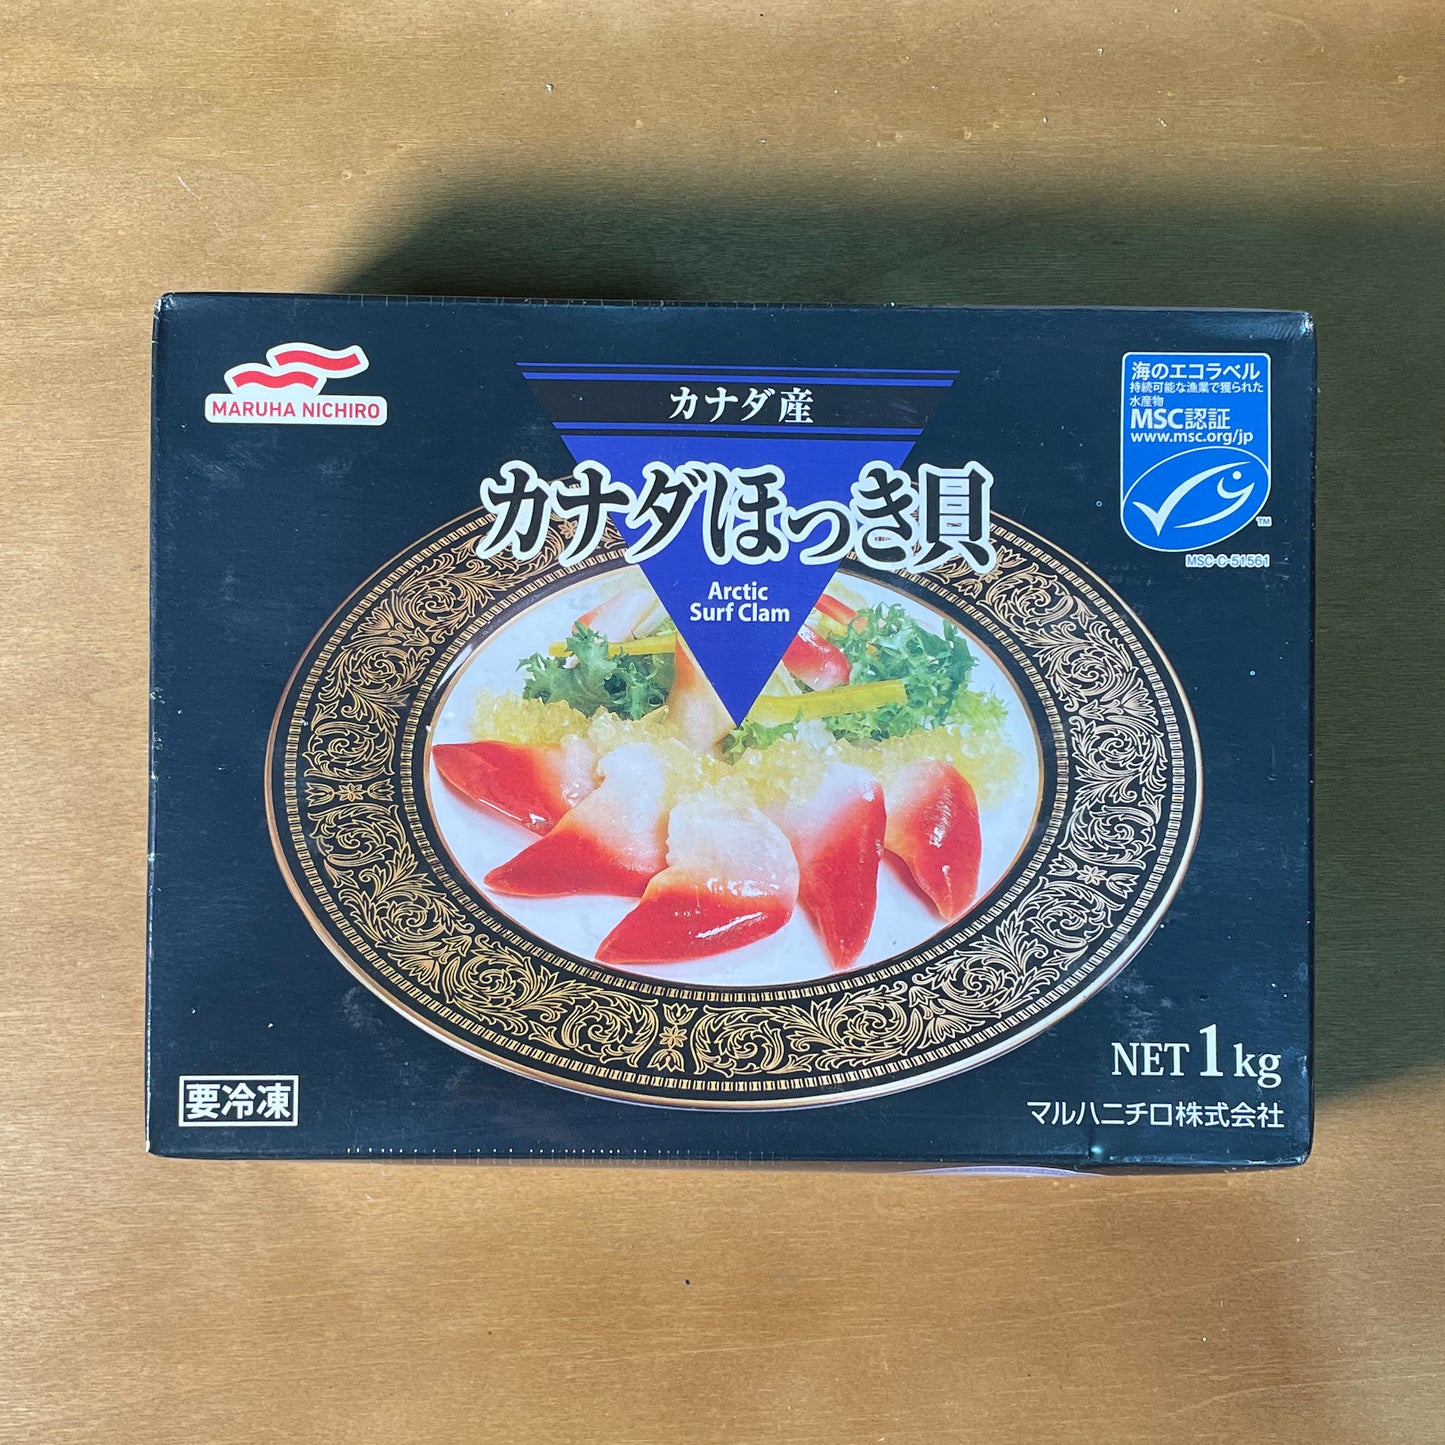 MARUHA NICHIRO
カナダ産
カナダほっき貝
Arctic
Surf Clam
海のエコラベル
持続可能な漁業で獲られた
水産物
MSC認証
www.msc.org/jp
TM
MSC-C-51561
要冷凍
NET 1kg
マルハニチロ株式会社